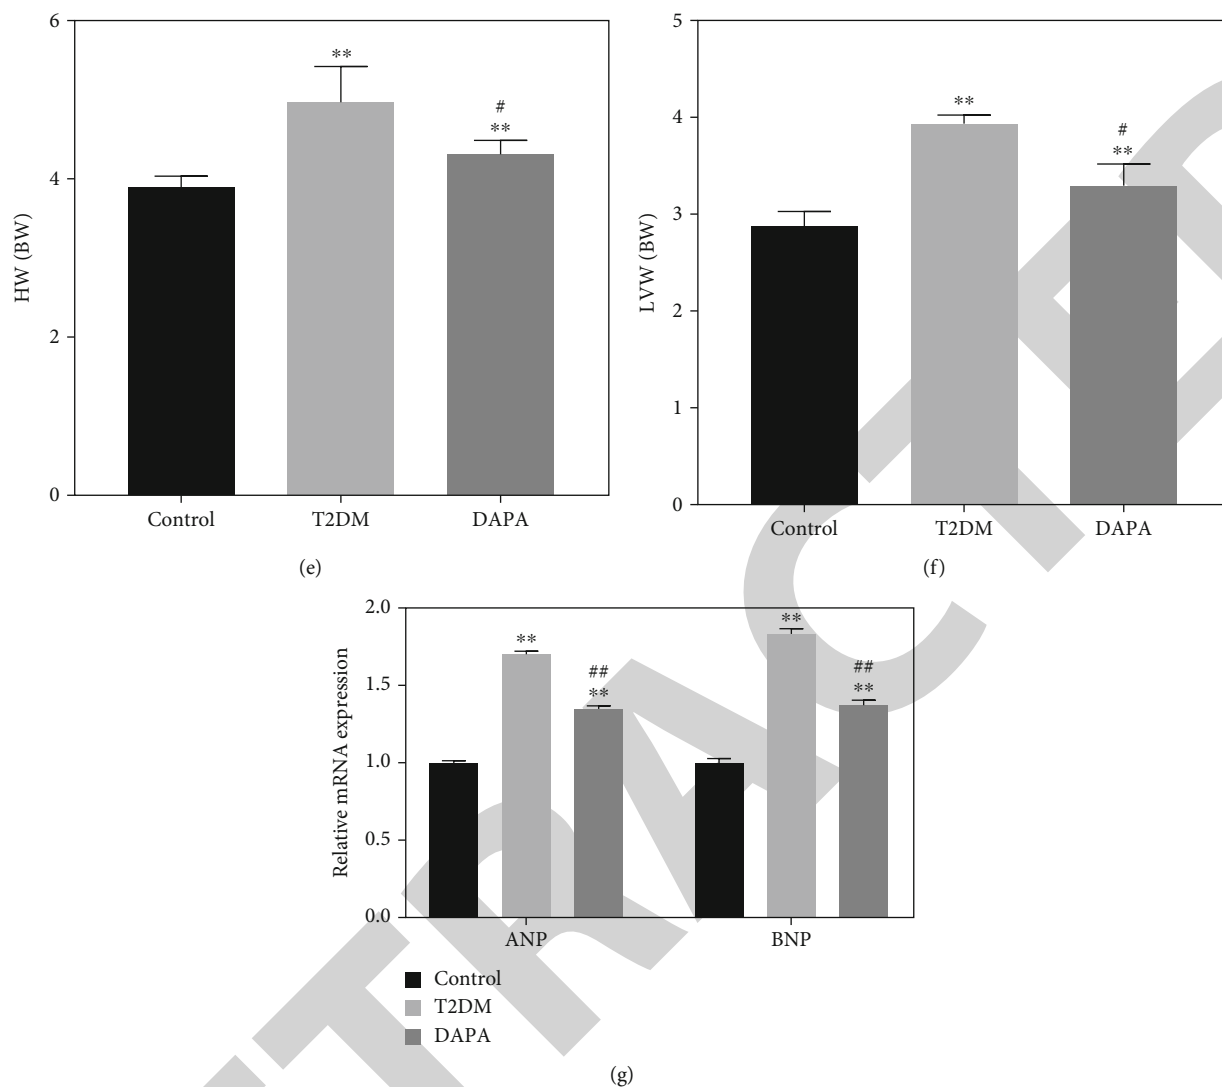 6
4
2
0
HW (BW)
**
#
**
Control T2DM DAPA
(e)
5
4
3
2
1
0
LVW (BW)
**
#
**
Control T2DM DAPA
(f)
2.0
1.5
1.0
0.5
0.0
Relative mRNA expression
**
##
**
**
##
**
ANP BNP
Control
T2DM
DAPA
(g)